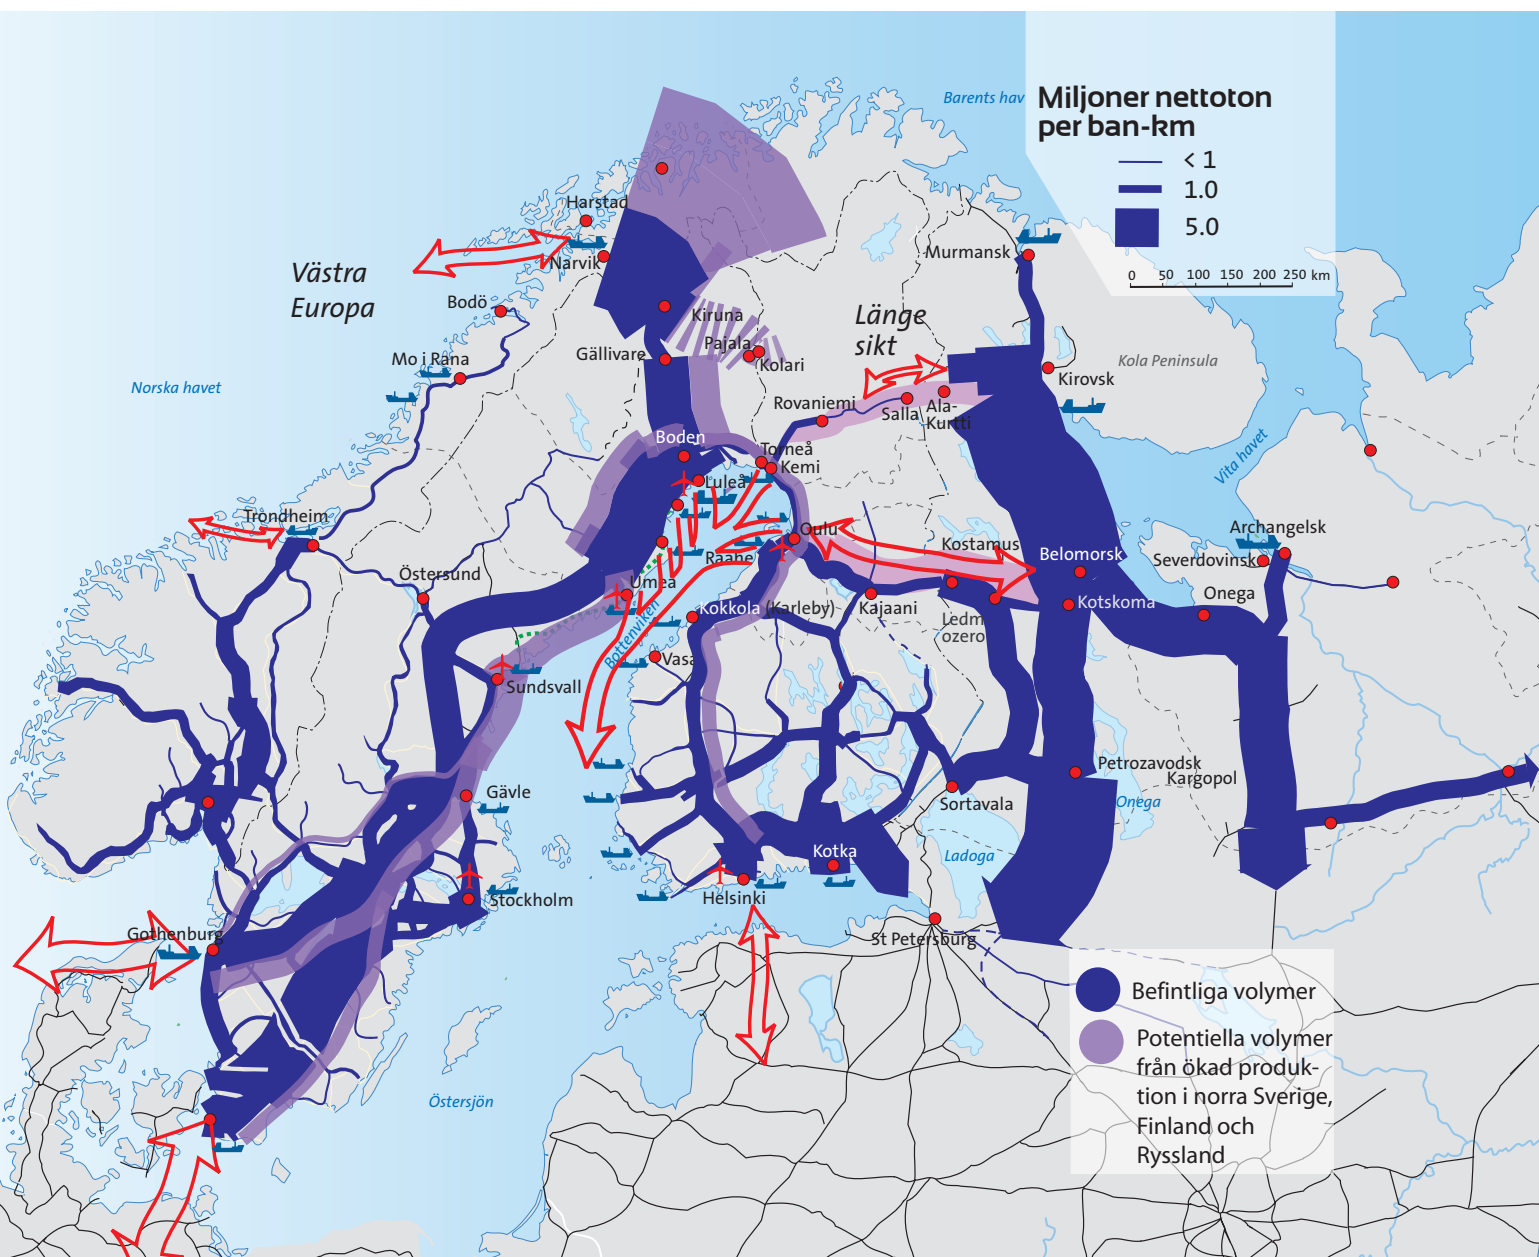 Barents hav
Miljoner nettoton
per ban-km
< 1
1.0
5.0
0 50 100 150 200 250 km
Harstad
Narvik
Västra
Europa
Bodö
Kiruna
Murmansk
Länge
sikt
Mo i Rana
Gällivare
Pajala
Kolari
Kola Peninsula
Kirovsk
Norska havet
Rovaniemi
Salla
Ala-
Kurtti
Boden
Torneå
Kemi
Luleå
Vita havet
Trondheim
Oulu
Raahe
Kostamus
Belomorsk
Archangelsk
Severdovinsk
Östersund
Umeå
Bottenviken
Kokkola (Karleby)
Kajaani
Ledm
ozero
Kotskoma
Onega
Vasa
Sundsvall
Gävle
Petrozavodsk
Kargopol
Sortavala
Onega
Ladoga
Kotka
Stockholm
Helsinki
Gothenburg
St Petersburg
Östersjön
Befintliga volymer
Potentiella volymer
från ökad produk-
tion i norra Sverige,
Finland och
Ryssland